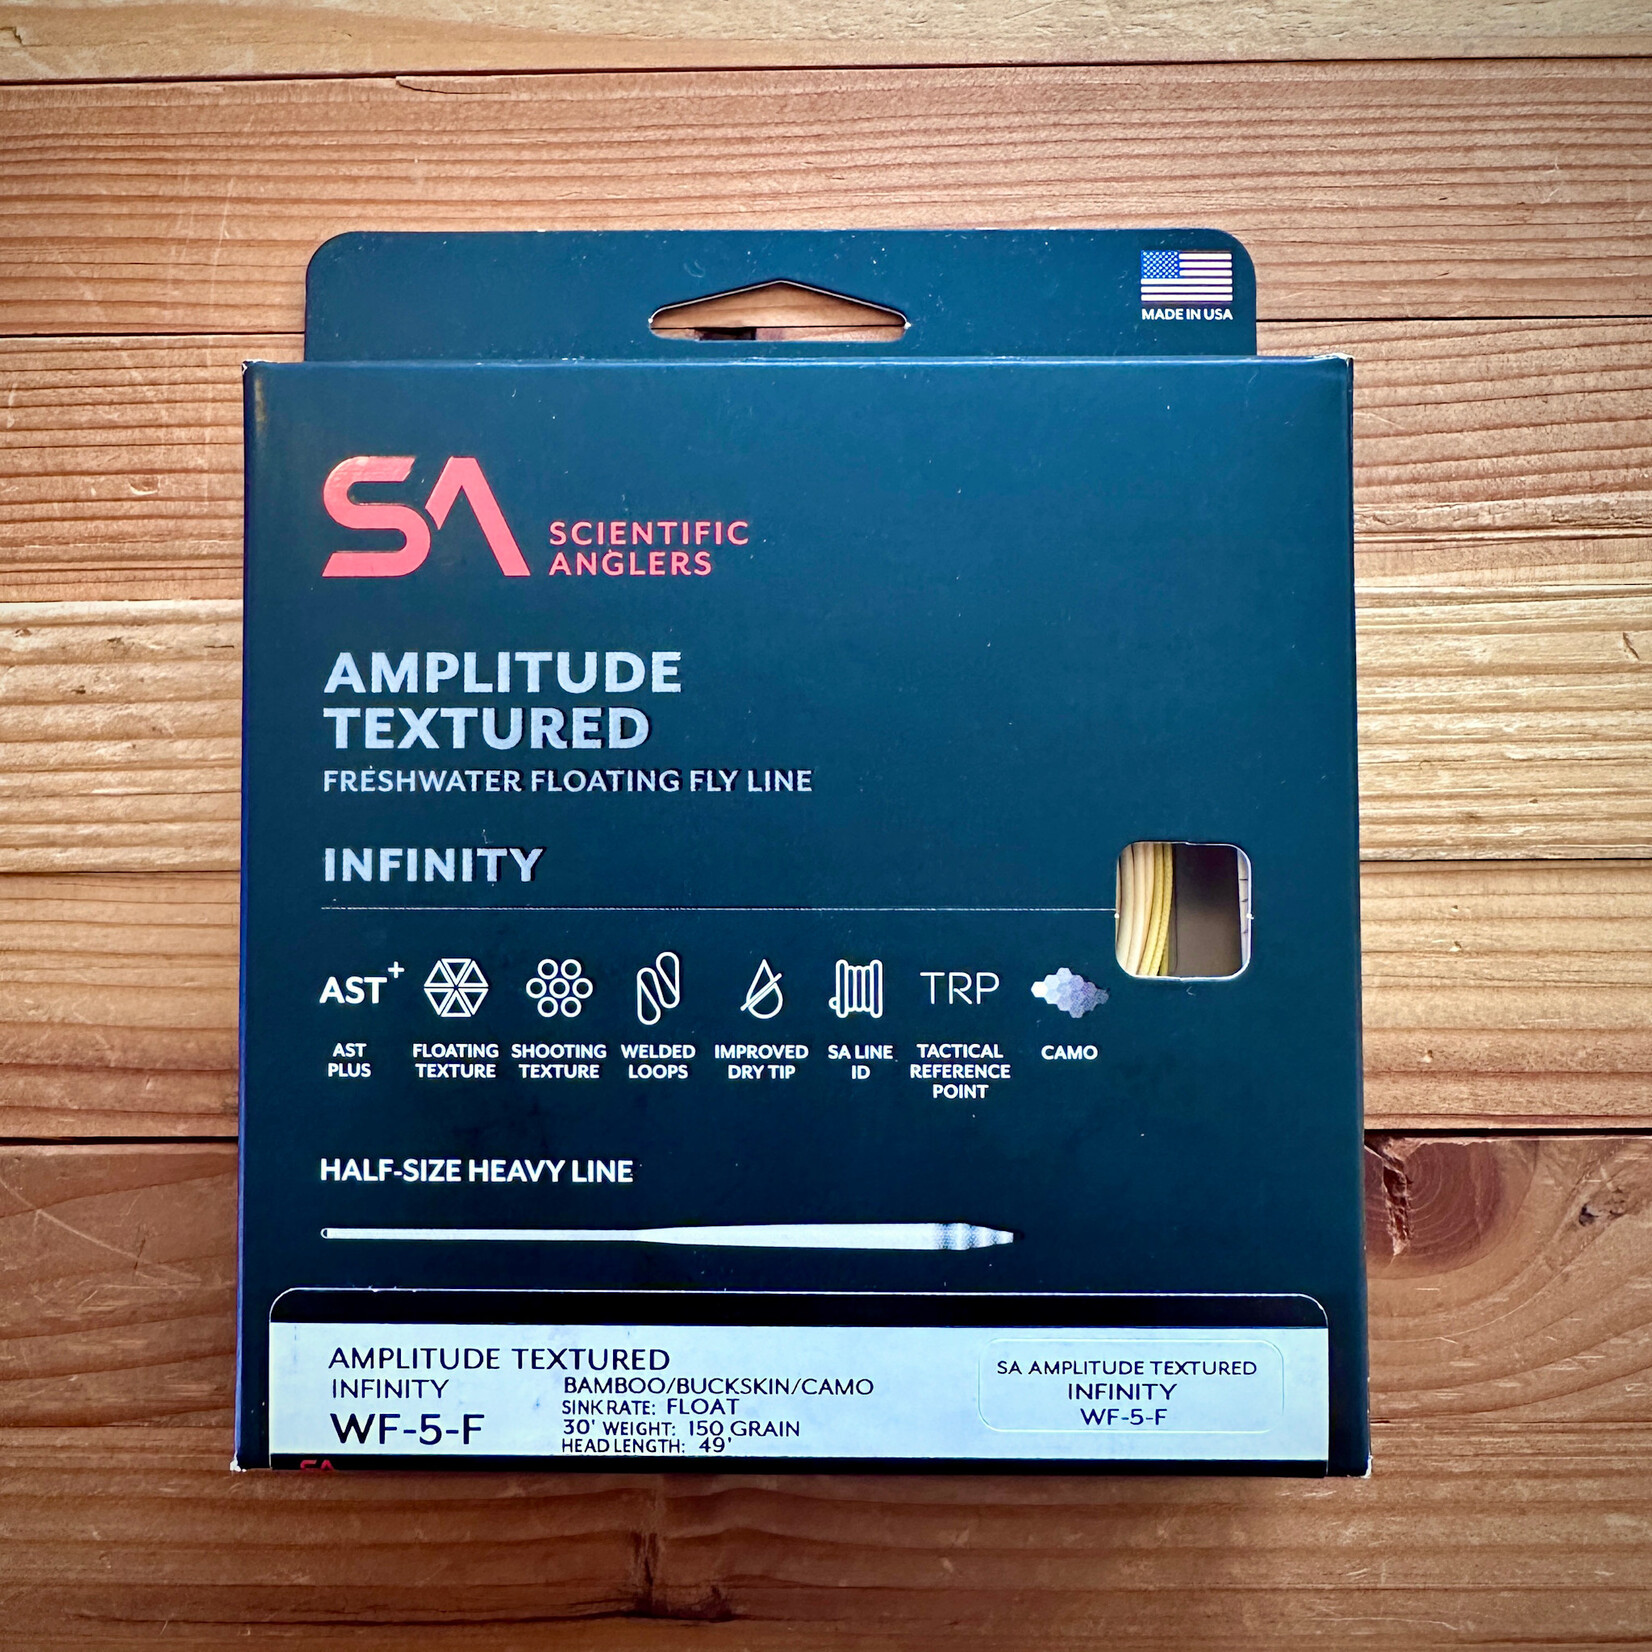 MADE IN USA
SA
SCIENTIFIC
ANGLERS
AMPLITUDE
TEXTURED
FRESHWATER FLOATING FLY LINE
INFINITY
AST+
TRP
AST
PLUS
FLOATING
TEXTURE
SHOOTING
TEXTURE
WELDED
LOOPS
IMPROVED
DRY TIP
SA LINE
ID
TACTICAL
REFERENCE
POINT
CAMO
HALF-SIZE HEAVY LINE
AMPLITUDE TEXTURED
INFINITY
WF-5-F
BAMBOO/BUCKSKIN/CAMO
SINK RATE: FLOAT
30' WEIGHT: 150 GRAIN
HEAD LENGTH: 49'
SA AMPLITUDE TEXTURED
INFINITY
WF-5-F
SA